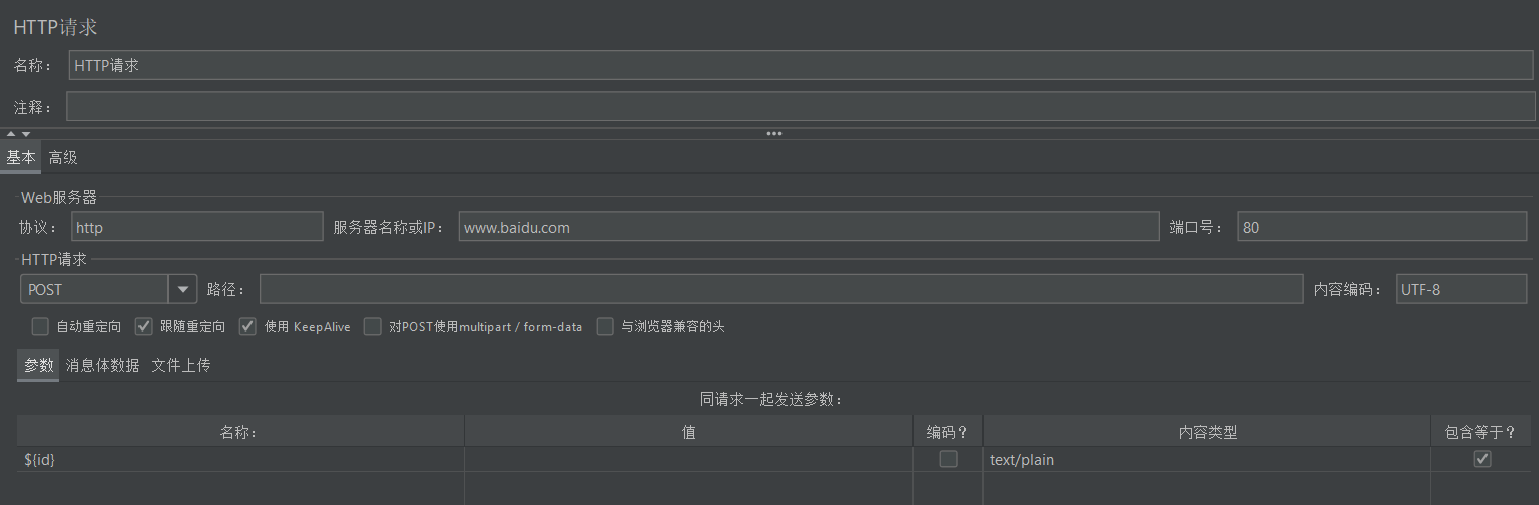 HTTP请求
名称： HTTP请求
注释：
基本 高级
Web服务器
协议： http 服务器名称或IP： www.baidu.com 端口号： 80
HTTP请求
POST 路径： 内容编码： UTF-8
自动重定向 跟随重定向 使用 KeepAlive 对POST使用multipart / form-data 与浏览器兼容的头
参数 消息体数据 文件上传
同请求一起发送参数：
名称： 值 编码？ 内容类型 包含等于？
${id} text/plain